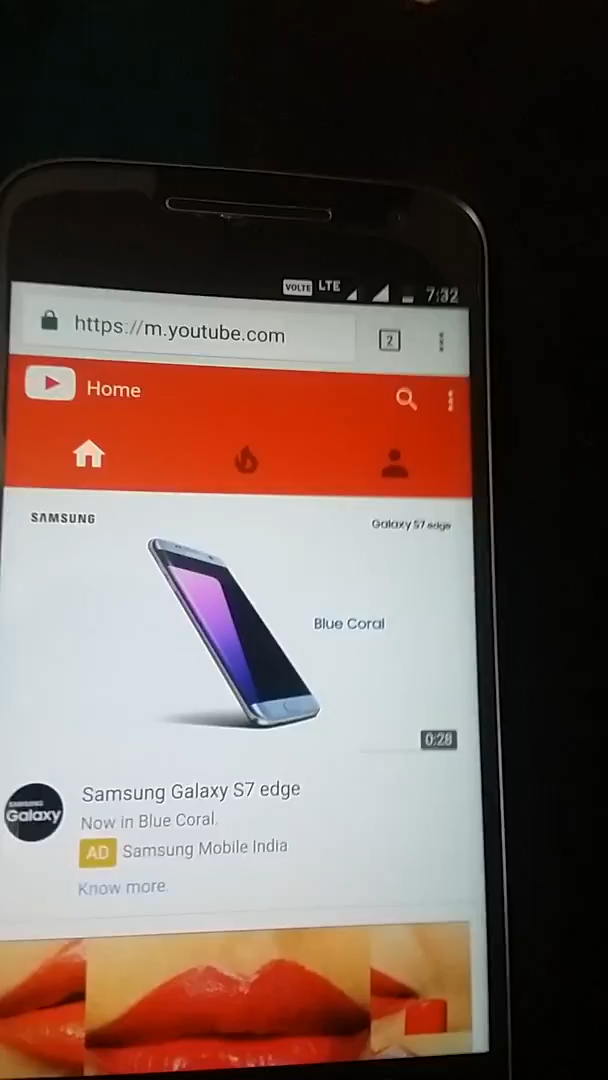 VOLTE LTE 7:32
https://m.youtube.com 2
Home
SAMSUNG Galaxy S7 edge
Blue Coral
0:28
Samsung Galaxy S7 edge
SAMSUNG
Galaxy
Now in Blue Coral.
AD Samsung Mobile India
Know more